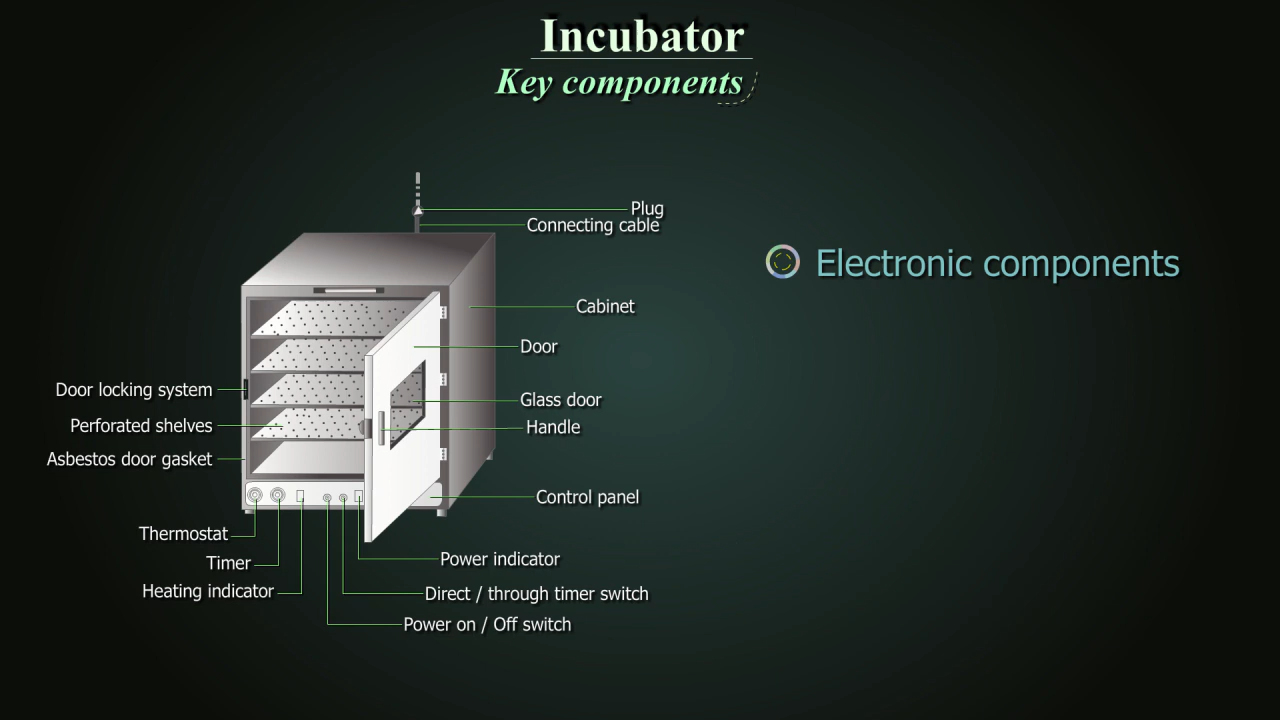 Incubator
Key components
Plug
Connecting cable
Electronic components
Cabinet
Door
Door locking system
Glass door
Perforated shelves
Handle
Asbestos door gasket
Control panel
Thermostat
Power indicator
Timer
Heating indicator
Direct / through timer switch
Power on / Off switch